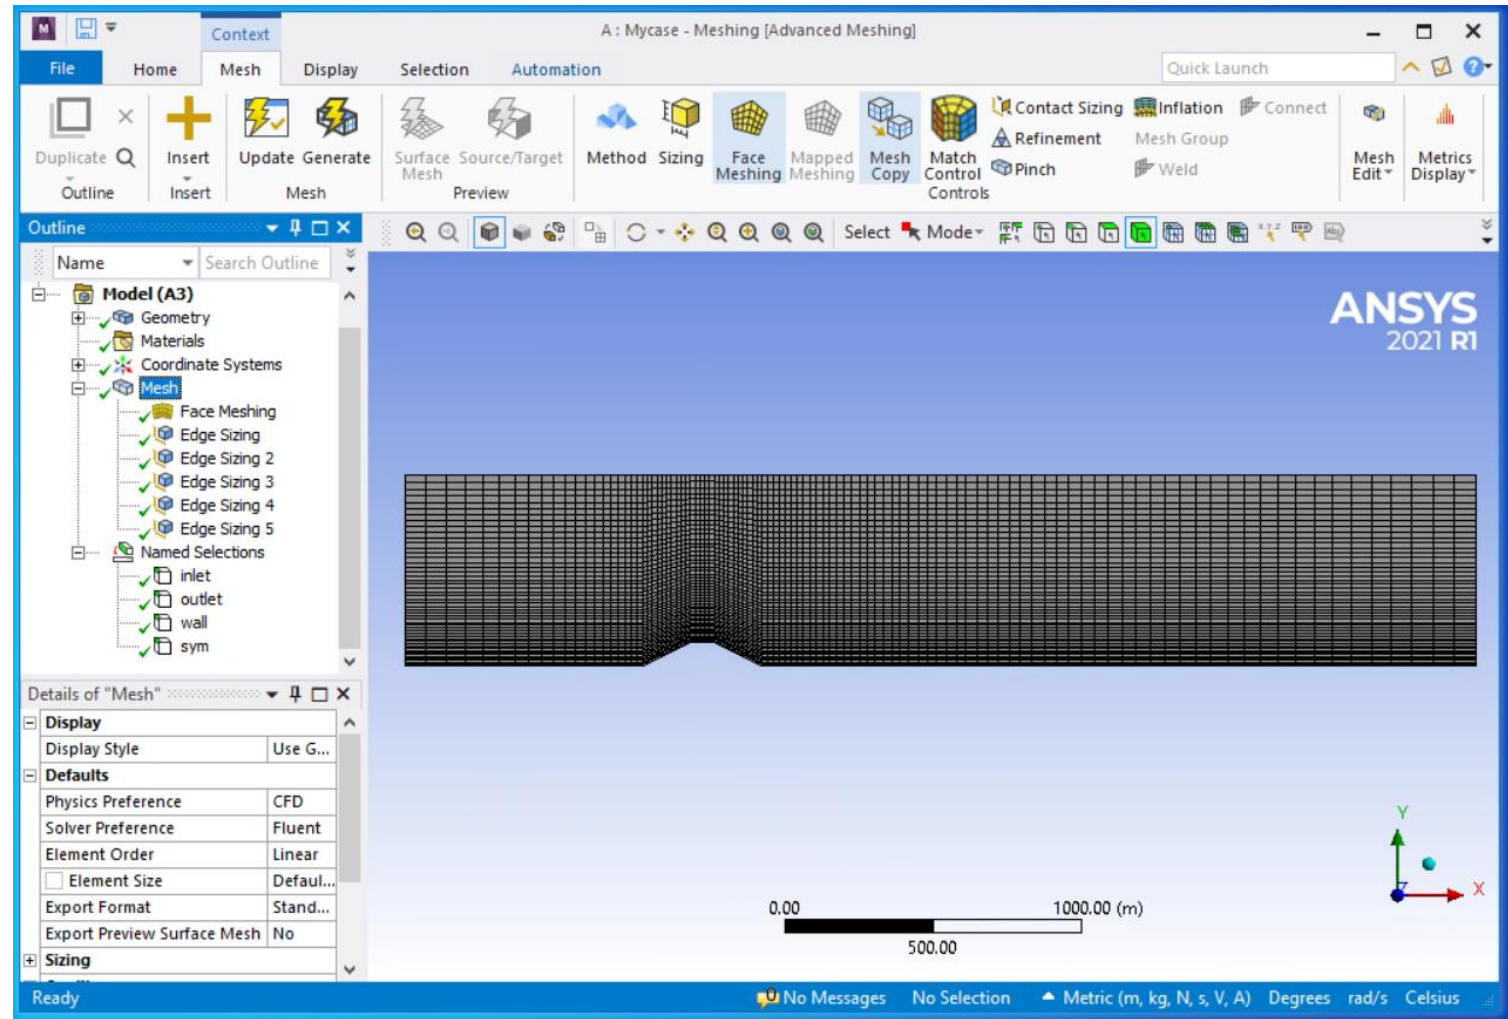 M
Context
A : Mycase - Meshing [Advanced Meshing]
File Home Mesh Display Selection Automation Quick Launch
Duplicate Outline
Insert Insert
Update Generate Mesh
Surface Mesh Source/Target Preview
Method Sizing Face Meshing Mapped Meshing Mesh Copy Match Control
Contact Sizing Inflation Connect
Refinement Mesh Group
Pinch Weld
Controls
Mesh Edit Metrics Display
Outline
Select Mode
Name Search Outline
Model (A3)
Geometry
Materials
Coordinate Systems
Mesh
Face Meshing
Edge Sizing
Edge Sizing 2
Edge Sizing 3
Edge Sizing 4
Edge Sizing 5
Named Selections
inlet
outlet
wall
sym
ANSYS
2021 R1
Details of "Mesh"
Display
Display Style Use G...
Defaults
Physics Preference CFD
Solver Preference Fluent
Element Order Linear
Element Size Defaul...
Export Format Stand...
Export Preview Surface Mesh No
Sizing
0.00 1000.00 (m)
500.00
Y
Z X
Ready 0 No Messages No Selection Metric (m, kg, N, s, V, A) Degrees rad/s Celsius